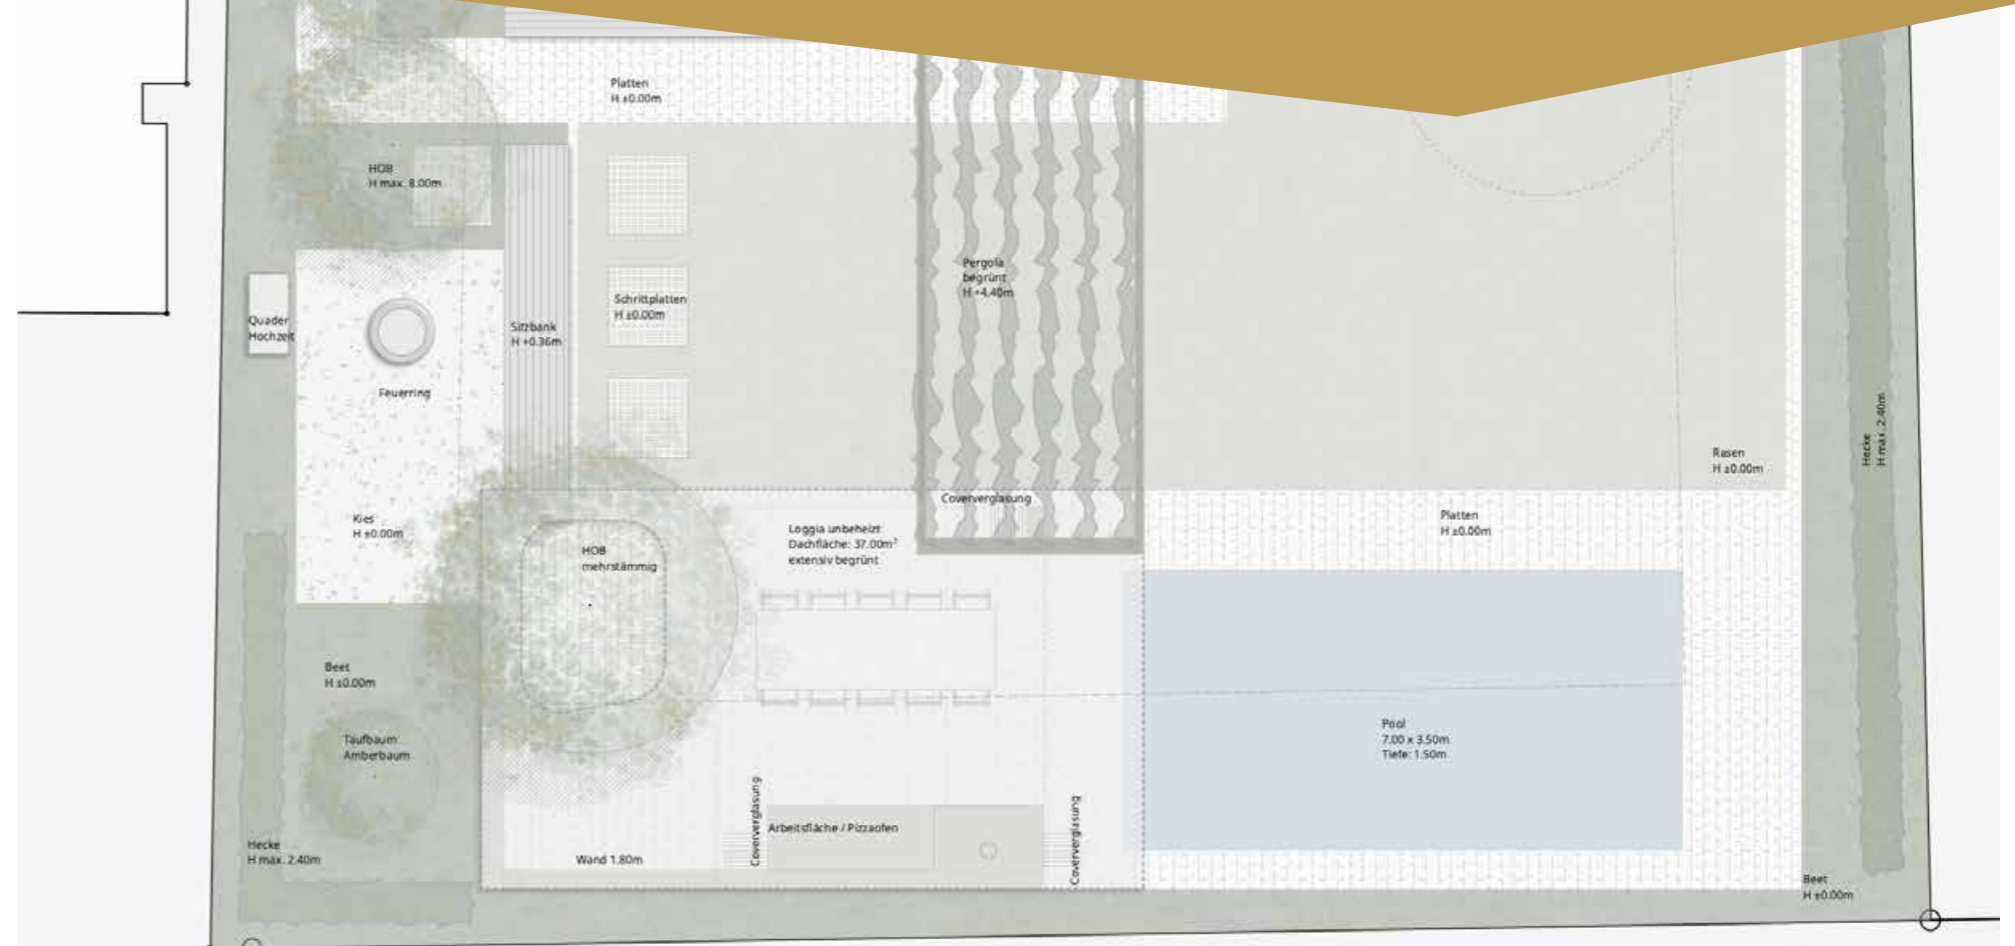 Platten
H ±0.00m
HOB
H max. 8.00m
Pergola
begrünt
H +4.40m
Quader
Hochzeit
Schrittplatten
H ±0.00m
Sitzbank
H +0.36m
Feuerring
Hecke
H max. 2.40m
Rasen
H ±0.00m
Coververglasung
Kies
H ±0.00m
Loggia unbeheizt
Dachfläche: 37.00m²
extensiv begrünt
Platten
H ±0.00m
HOB
mehrstämmig
Beet
H ±0.00m
Taufbaum
Amberbaum
Pool
7.00 x 3.50m
Tiefe: 1.50m
Coververglasung
Arbeitsfläche / Pizzaofen
Coververglasung
Hecke
H max. 2.40m
Wand 1.80m
Beet
H ±0.00m